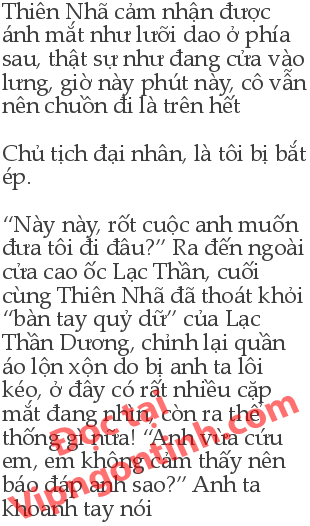 Thiên Nhã cảm nhận được
ánh mắt như lưỡi dao ở phía
sau, thật sự như đang cửa vào
lưng, giờ này phút này, cô vẫn
nên chuồn đi là trên hết
Chủ tịch đại nhân, là tôi bị bắt
ép.
“Này này, rốt cuộc anh muốn
đưa tôi đi đâu?” Ra đến ngoài
cửa cao ốc Lạc Thần, cuối
cùng Thiên Nhã đã thoát khỏi
“bàn tay quỷ dữ” của Lạc
Thần Dương, chỉnh lại quần
áo lộn xộn do bị anh ta lôi
kéo, ở đây có rất nhiều cặp
mắt đang nhìn, còn ra thể
thống gì nữa! “Anh vừa cứu
em, em không cảm thấy nên
báo đáp anh sao?” Anh ta
khoanh tay nói
Đọc tại
Vipngontinh.com